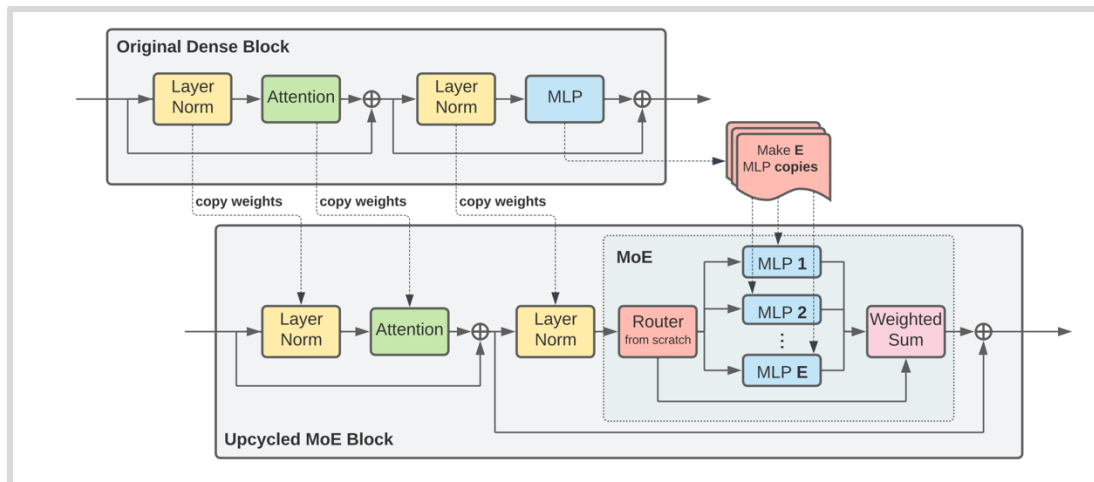 Original Dense Block
Layer
Norm
Attention
Layer
Norm
MLP
Make E
MLP copies
copy weights
copy weights
copy weights
MoE
MLP 1
MLP 2
⋮
MLP E
Layer
Norm
Attention
Layer
Norm
Router
from scratch
Weighted
Sum
Upcycled MoE Block